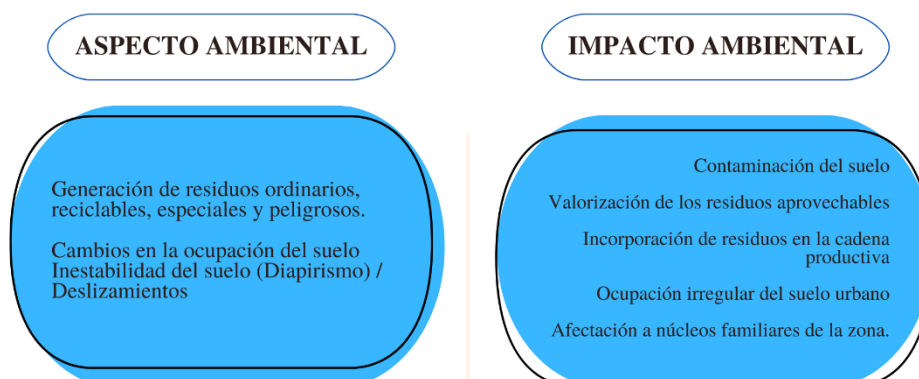 ASPECTO AMBIENTAL
Generación de residuos ordinarios,
reciclables, especiales y peligrosos.
Cambios en la ocupación del suelo
Inestabilidad del suelo (Diapirismo) /
Deslizamientos
IMPACTO AMBIENTAL
Contaminación del suelo
Valorización de los residuos aprovechables
Incorporación de residuos en la cadena
productiva
Ocupación irregular del suelo urbano
Afectación a núcleos familiares de la zona.